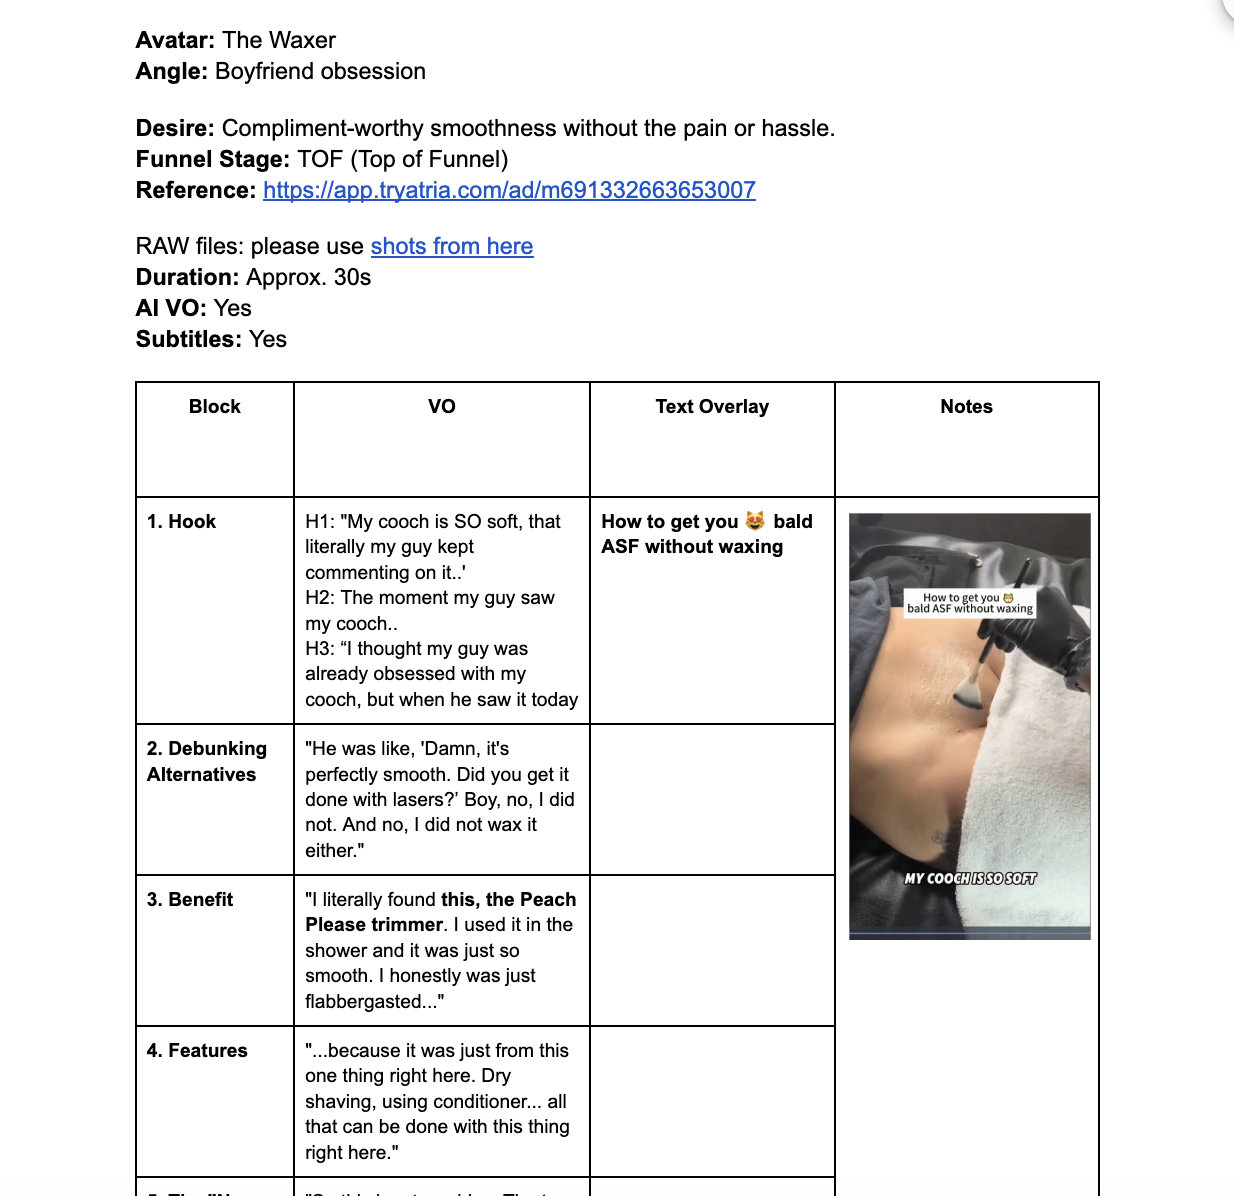 Avatar: The Waxer
Angle: Boyfriend obsession
Desire: Compliment-worthy smoothness without the pain or hassle.
Funnel Stage: TOF (Top of Funnel)
Reference: https://app.tryatria.com/ad/m691332663653007
RAW files: please use shots from here
Duration: Approx. 30s
AI VO: Yes
Subtitles: Yes
Block
VO
Text Overlay
Notes
1. Hook
H1: "My cooch is SO soft, that
literally my guy kept
commenting on it..'
H2: The moment my guy saw
my cooch..
H3: “I thought my guy was
already obsessed with my
cooch, but when he saw it today
How to get you 😻 bald
ASF without waxing
How to get you 😻
bald ASF without waxing
MY COOCH IS SO SOFT
2. Debunking
Alternatives
"He was like, 'Damn, it's
perfectly smooth. Did you get it
done with lasers?’ Boy, no, I did
not. And no, I did not wax it
either."
3. Benefit
"I literally found this, the Peach
Please trimmer. I used it in the
shower and it was just so
smooth. I honestly was just
flabbergasted..."
4. Features
"...because it was just from this
one thing right here. Dry
shaving, using conditioner... all
that can be done with this thing
right here."